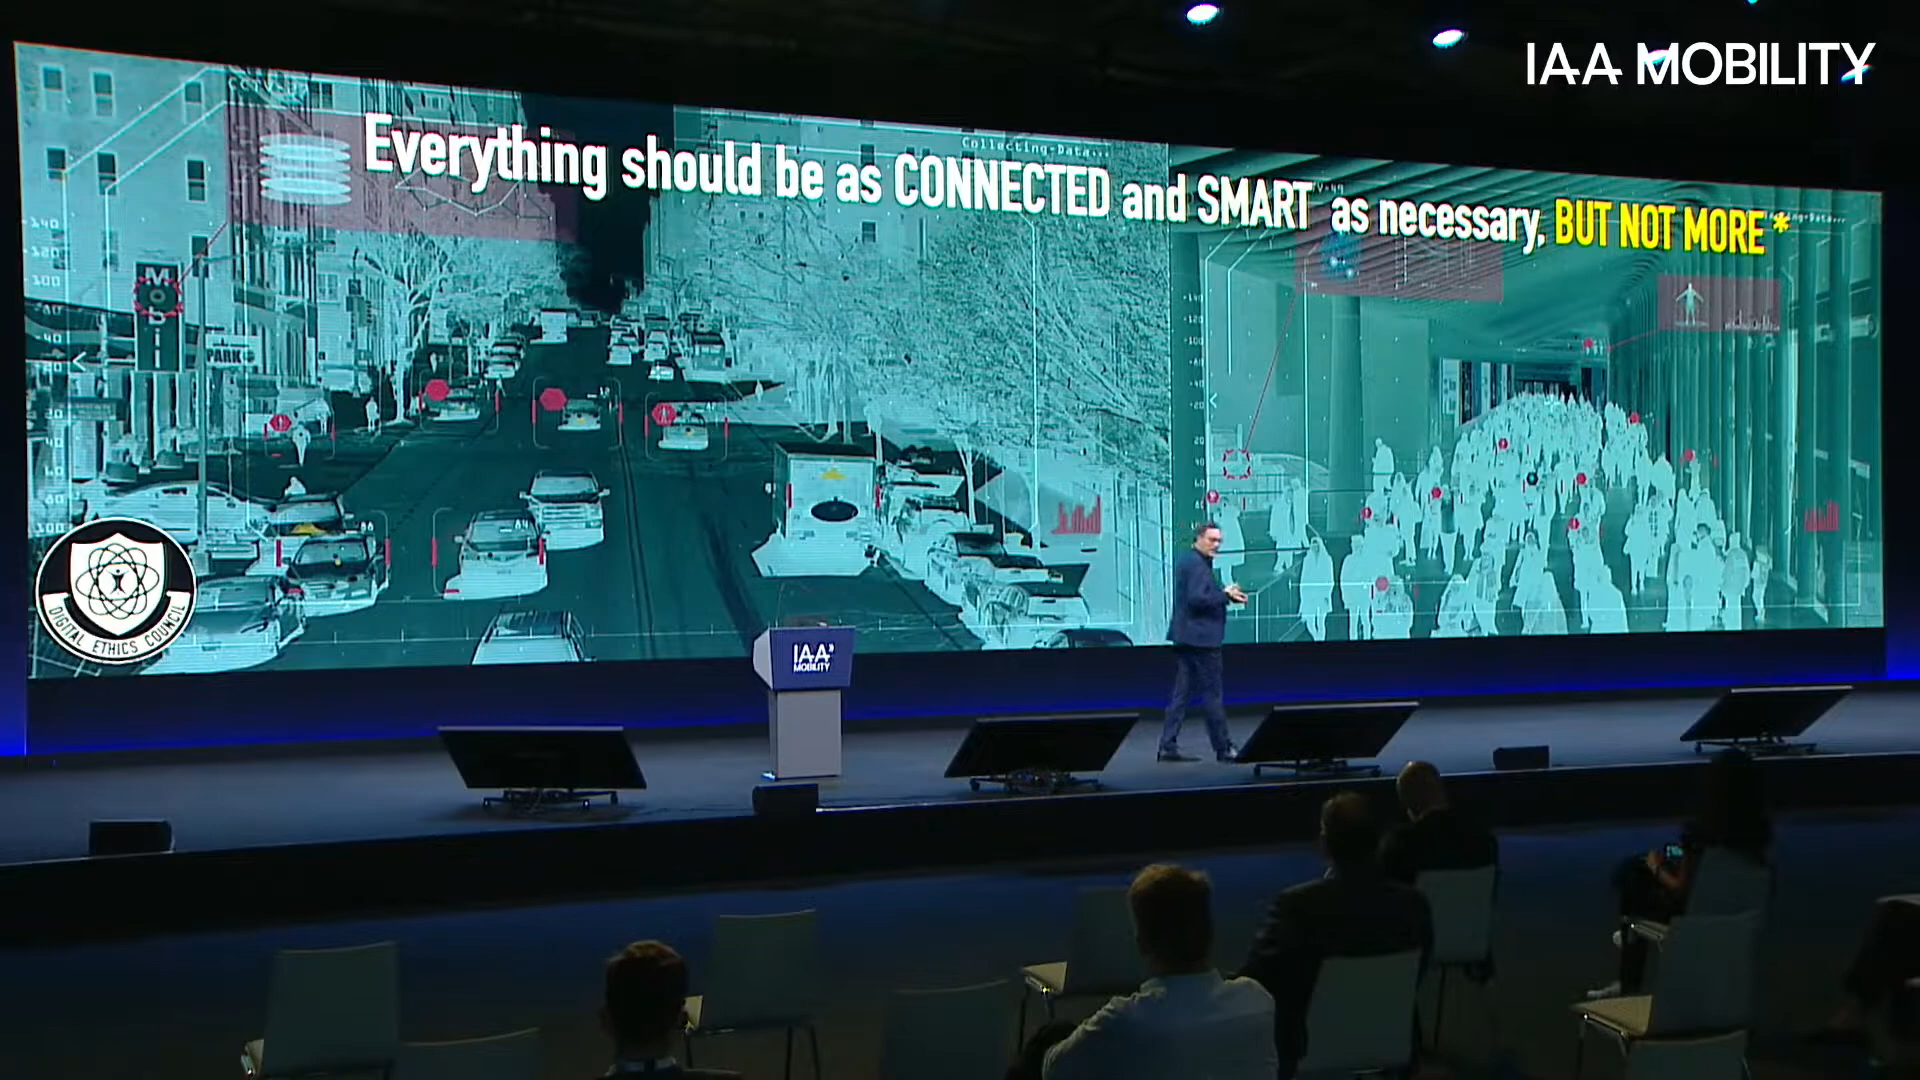 IAA MOBILITY
Collecting-Data...
Everything should be as CONNECTED and SMART as necessary, BUT NOT MORE *
PARK
DIGITAL ETHICS COUNCIL
IAA
MOBILITY